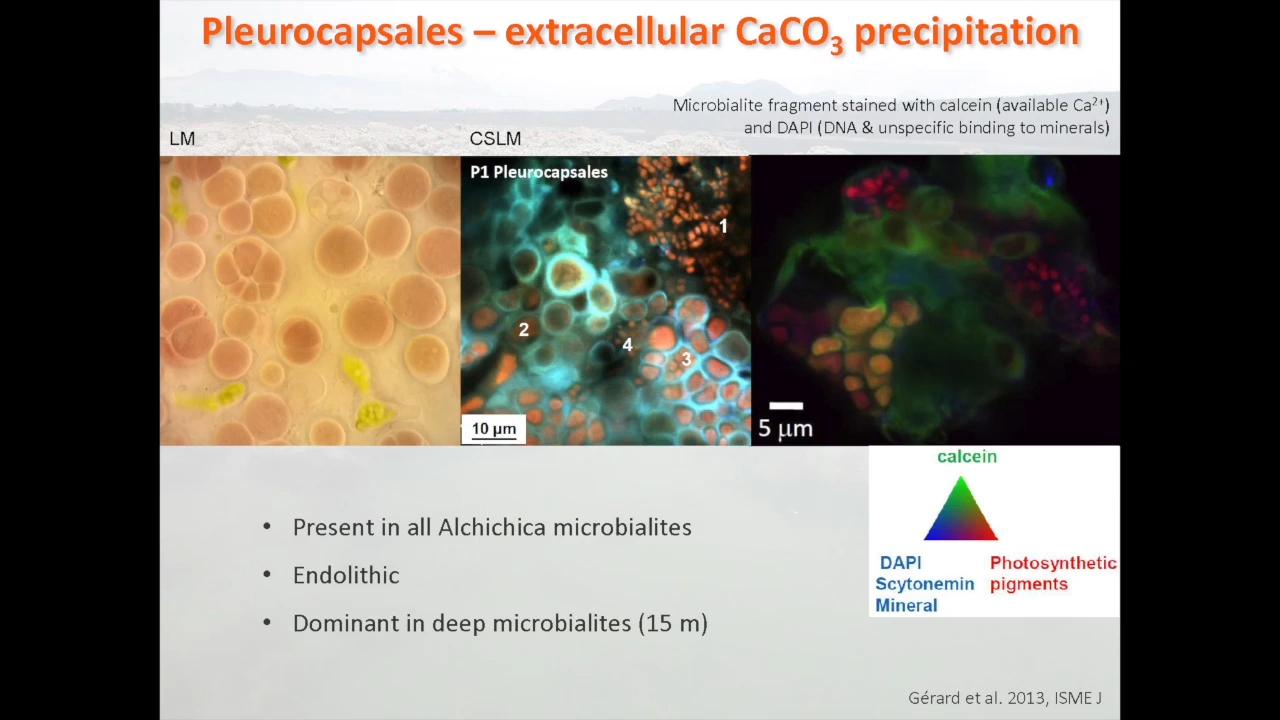 Pleurocapsales – extracellular CaCO₃ precipitation
Microbialite fragment stained with calcein (available Ca²⁺)
and DAPI (DNA & unspecific binding to minerals)
LM
CSLM
P1 Pleurocapsales
1
2
4
3
10 µm
5 µm
calcein
DAPI
Scytonemin
Mineral
Photosynthetic
pigments
• Present in all Alchichica microbialites
• Endolithic
• Dominant in deep microbialites (15 m)
Gérard et al. 2013, ISME J